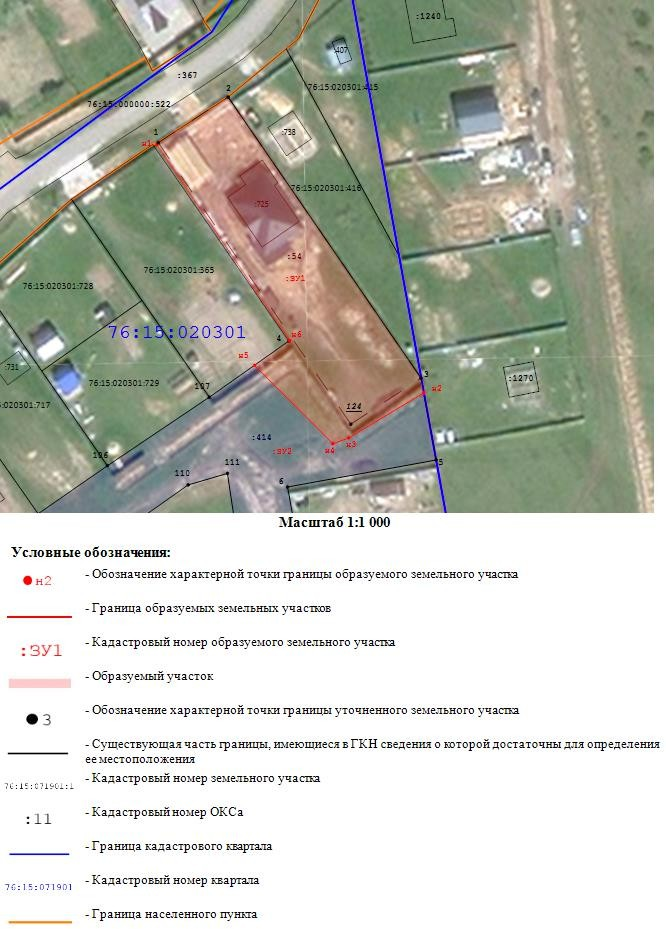 :1240
:407
:367
2
76:15:020301:415
76:15:000000:522
1
:738
н1
76:15:020301:416
:725
:54
76:15:020301:365
:ЗУ1
76:15:020301:728
76:15:020301
4
н6
н5
:731
3
:1270
76:15:020301:729
107
н2
:020301:717
124
:414
н3
н4
106
:ЗУ2
111
5
110
6
Масштаб 1:1 000
Условные обозначения:
н2 - Обозначение характерной точки границы образуемого земельного участка
- Граница образуемых земельных участков
:ЗУ1 - Кадастровый номер образуемого земельного участка
- Образуемый участок
3 - Обозначение характерной точки границы уточненного земельного участка
- Существующая часть границы, имеющиеся в ГКН сведения о которой достаточны для определения
ее местоположения
76:15:071901:1 - Кадастровый номер земельного участка
:11 - Кадастровый номер ОКСа
- Граница кадастрового квартала
76:15:071901 - Кадастровый номер квартала
- Граница населенного пункта